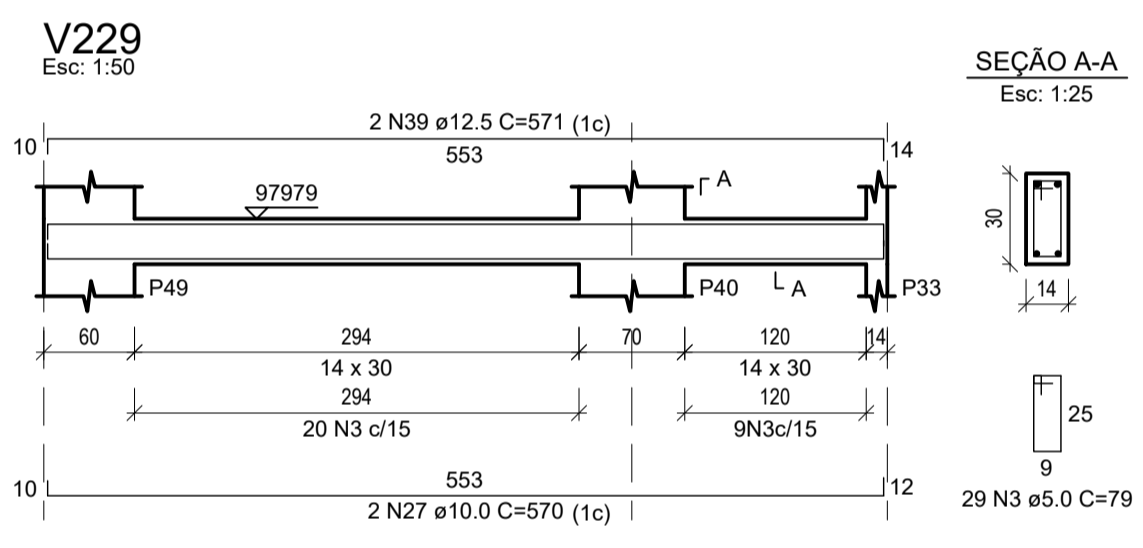 V229
Esc: 1:50
SEÇÃO A-A
Esc: 1:25
2 N39 ø12.5 C=571 (1c)
10
553
14
A
97979
30
P49
P40
A
P33
14
60
294
70
120
14
14 x 30
14 x 30
294
120
20 N3 c/15
9N3c/15
25
9
553
10
12
2 N27 ø10.0 C=570 (1c)
29 N3 ø5.0 C=79